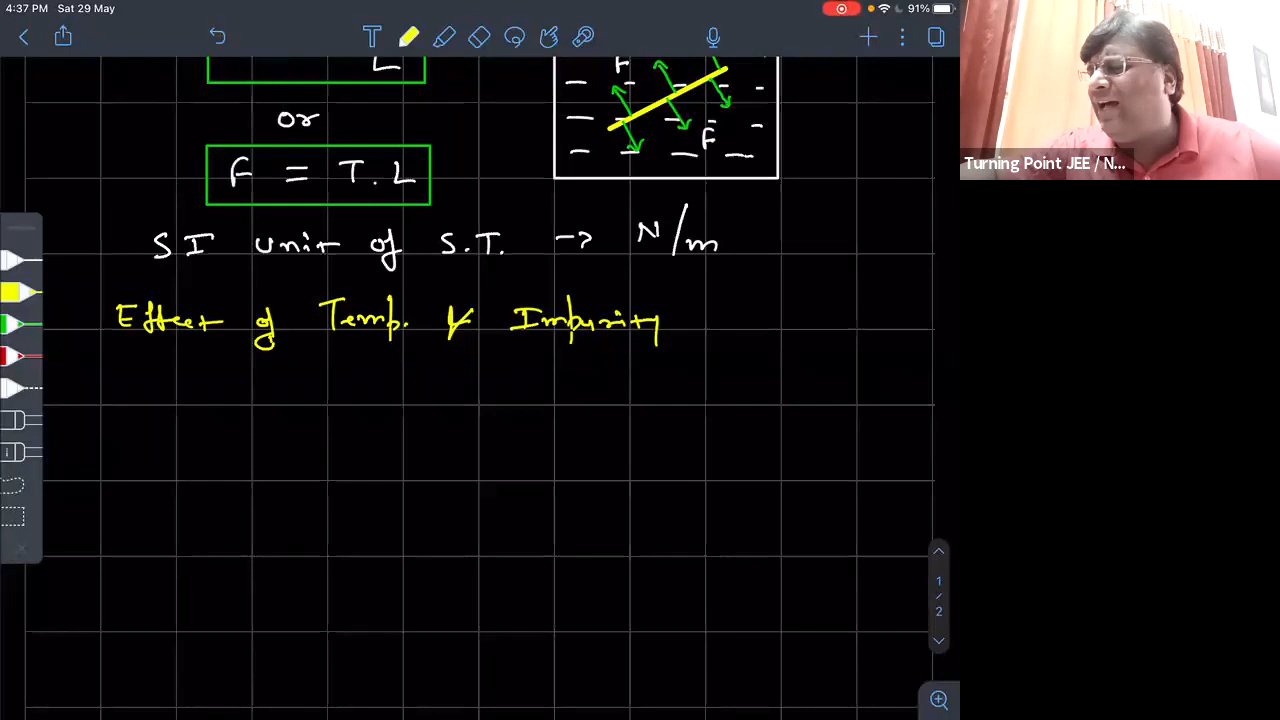 4:37 PM Sat 29 May
91%
L
F
or
F
F = T.L
Turning Point JEE / N...
SI unit of S.T. -> N/m
Effect of Temp. & Impurity
1
/
2